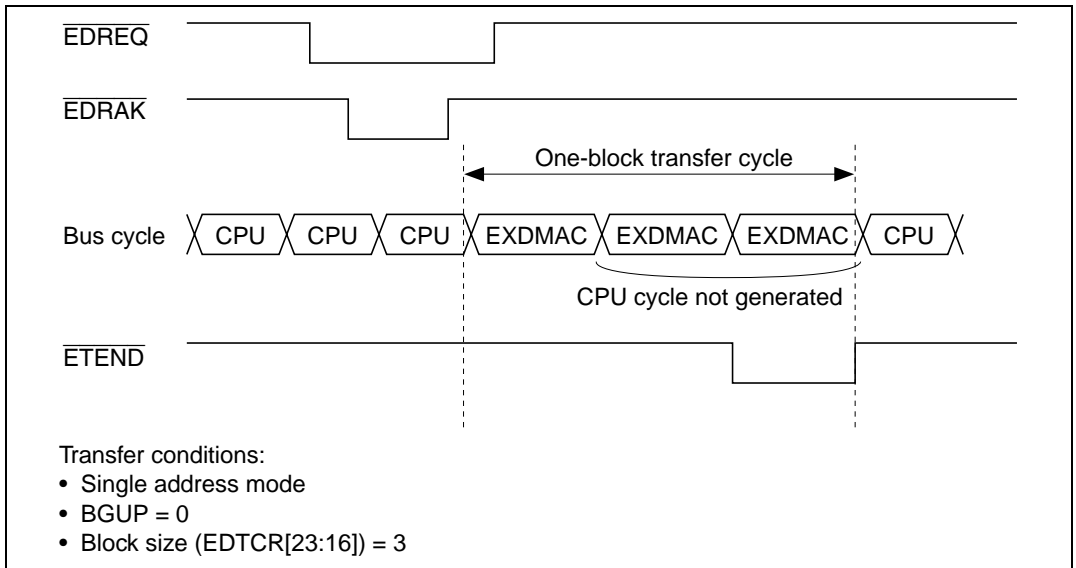 EDREQ
EDRAK
One-block transfer cycle
Bus cycle CPU CPU CPU EXDMAC EXDMAC EXDMAC CPU
CPU cycle not generated
ETEND
Transfer conditions:
• Single address mode
• BGUP = 0
• Block size (EDTCR[23:16]) = 3